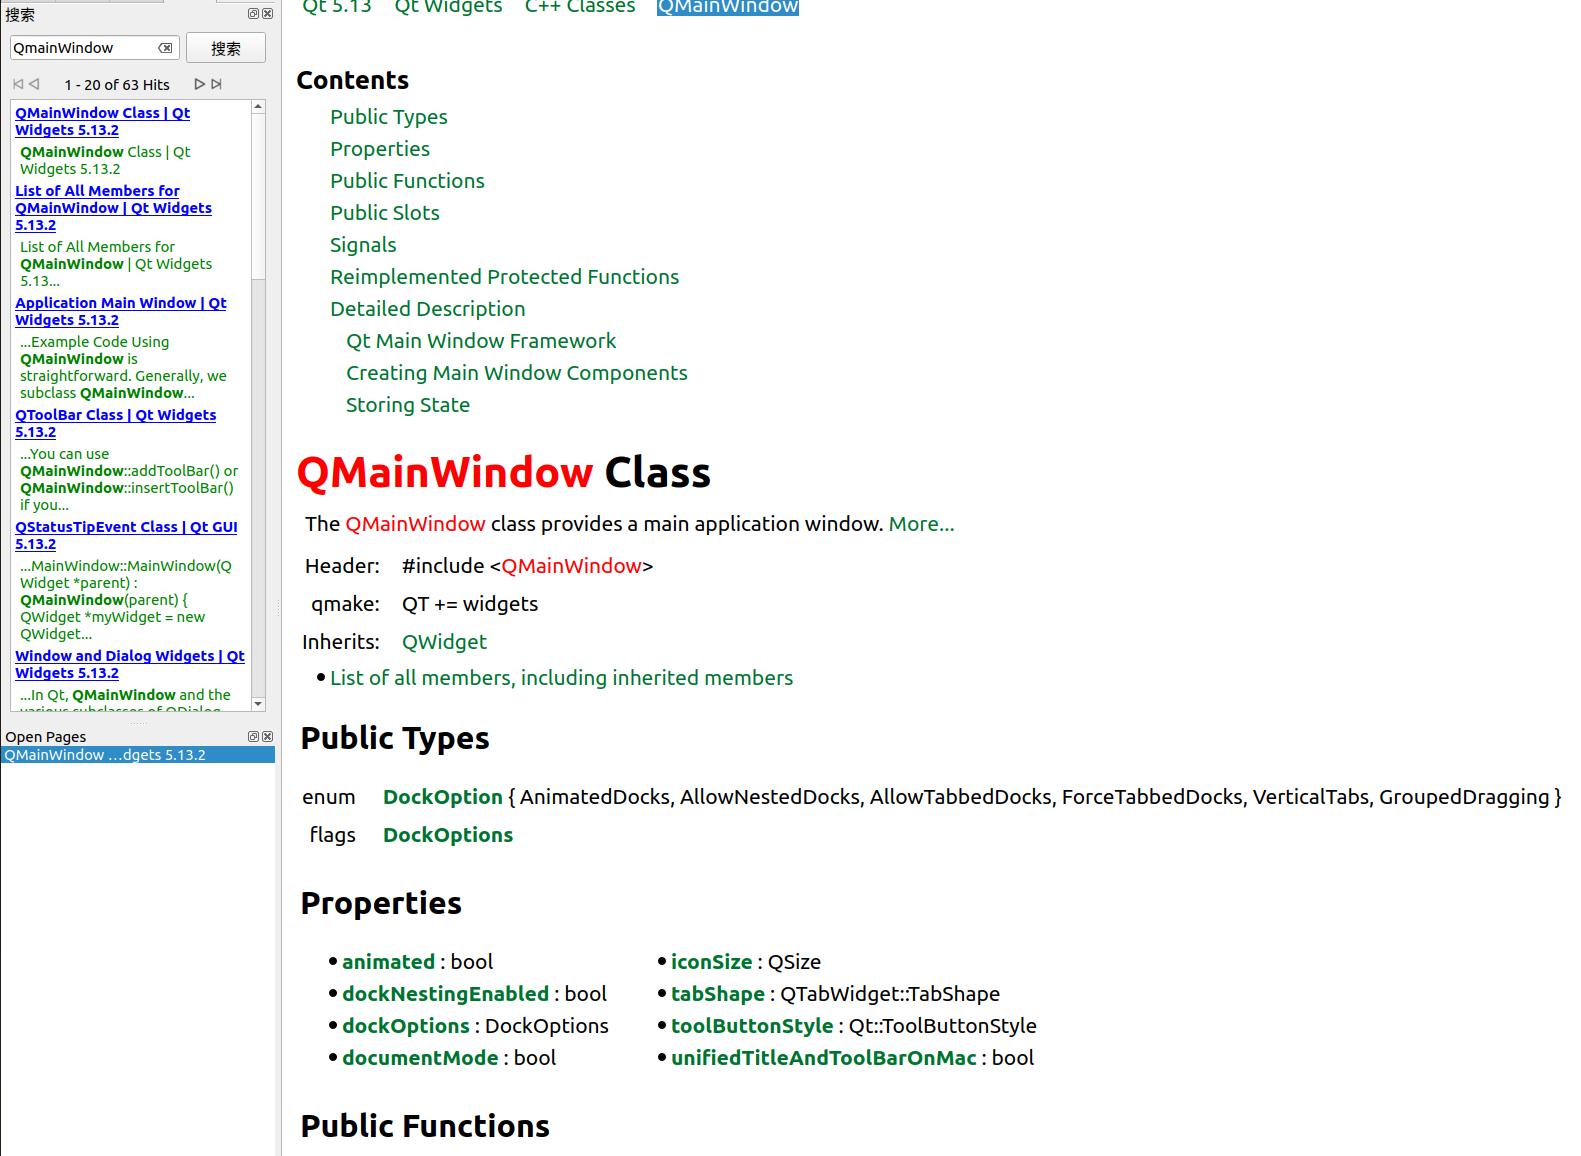 搜索
QmainWindow
搜索
1 - 20 of 63 Hits
QMainWindow Class | Qt
Widgets 5.13.2
QMainWindow Class | Qt
Widgets 5.13.2
List of All Members for
QMainWindow | Qt Widgets
5.13.2
List of All Members for
QMainWindow | Qt Widgets
5.13...
Application Main Window | Qt
Widgets 5.13.2
...Example Code Using
QMainWindow is
straightforward. Generally, we
subclass QMainWindow...
QToolBar Class | Qt Widgets
5.13.2
...You can use
QMainWindow::addToolBar() or
QMainWindow::insertToolBar()
if you...
QStatusTipEvent Class | Qt GUI
5.13.2
...MainWindow::MainWindow(Q
Widget *parent) :
QMainWindow(parent) {
QWidget *myWidget = new
QWidget...
Window and Dialog Widgets | Qt
Widgets 5.13.2
...In Qt, QMainWindow and the
various subclasses of QDialog
Open Pages
QMainWindow ...dgets 5.13.2
Qt 5.13 Qt Widgets C++ Classes QMainWindow
Contents
Public Types
Properties
Public Functions
Public Slots
Signals
Reimplemented Protected Functions
Detailed Description
Qt Main Window Framework
Creating Main Window Components
Storing State
QMainWindow Class
The QMainWindow class provides a main application window. More...
Header: #include <QMainWindow>
qmake: QT += widgets
Inherits: QWidget
• List of all members, including inherited members
Public Types
enum DockOption { AnimatedDocks, AllowNestedDocks, AllowTabbedDocks, ForceTabbedDocks, VerticalTabs, GroupedDragging }
flags DockOptions
Properties
• animated : bool
• dockNestingEnabled : bool
• dockOptions : DockOptions
• documentMode : bool
• iconSize : QSize
• tabShape : QTabWidget::TabShape
• toolButtonStyle : Qt::ToolButtonStyle
• unifiedTitleAndToolBarOnMac : bool
Public Functions